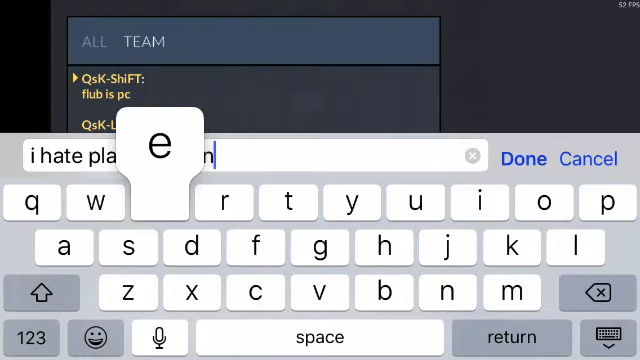 52 FPS
ALL TEAM
QsK-ShiFT:
flub is pc
QsK-L
i hate pla n
Done Cancel
e
q w r t y u i o p
a s d f g h j k l
z x c v b n m
123 space return